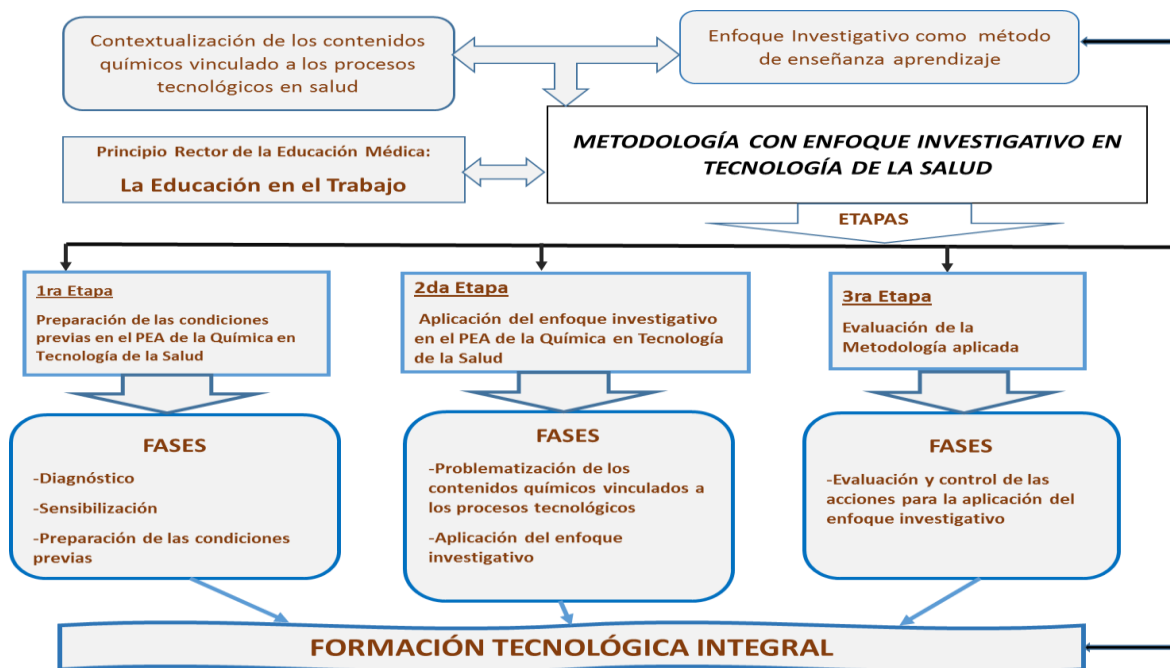 Contextualización de los contenidos
químicos vinculado a los procesos
tecnológicos en salud
Enfoque Investigativo como método
de enseñanza aprendizaje
Principio Rector de la Educación Médica:
La Educación en el Trabajo
METODOLOGÍA CON ENFOQUE INVESTIGATIVO EN
TECNOLOGÍA DE LA SALUD
ETAPAS
1ra Etapa
Preparación de las condiciones
previas en el PEA de la Química en
Tecnología de la Salud
2da Etapa
Aplicación del enfoque investigativo
en el PEA de la Química en Tecnología
de la Salud
3ra Etapa
Evaluación de la
Metodología aplicada
FASES
-Diagnóstico
-Sensibilización
-Preparación de las condiciones
previas
FASES
-Problematización de los
contenidos químicos vinculados a
los procesos tecnológicos
-Aplicación del enfoque
investigativo
FASES
-Evaluación y control de las
acciones para la aplicación del
enfoque investigativo
FORMACIÓN TECNOLÓGICA INTEGRAL